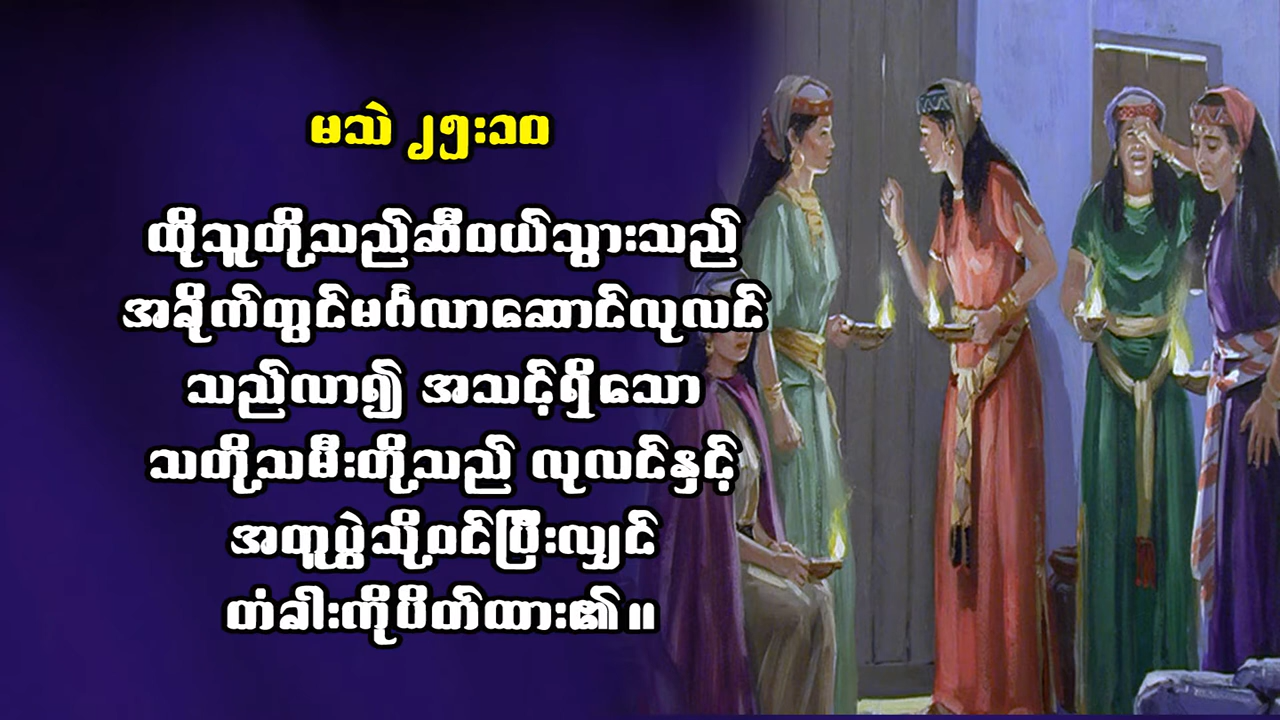 မဿဲ ၂၅:၁၀
ထိုသူတို့သည်ဆီဝယ်သွားသည်
အခိုက်တွင်မင်္ဂလာဆောင်လုလင်
သည်လာ၍ အသင့်ရှိသော
သတို့သမီးတို့သည် လုလင်နှင့်
အတူပွဲသို့ဝင်ပြီးလျှင်
တံခါးကိုပိတ်ထား၏။